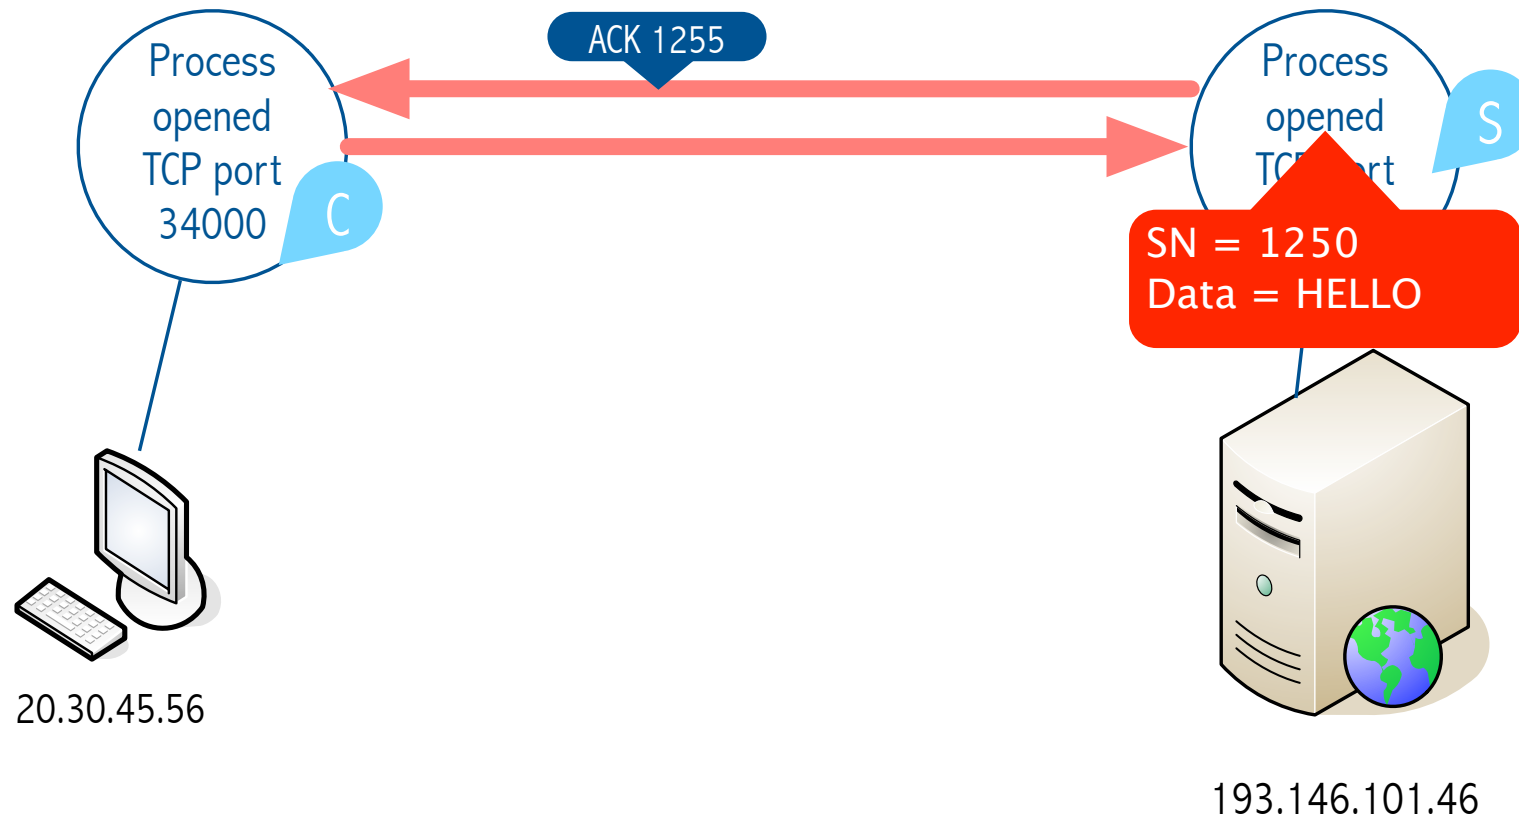 ACK 1255
Process
opened
TCP port
34000
C
Process
opened
S
SN = 1250
Data = HELLO
20.30.45.56
193.146.101.46